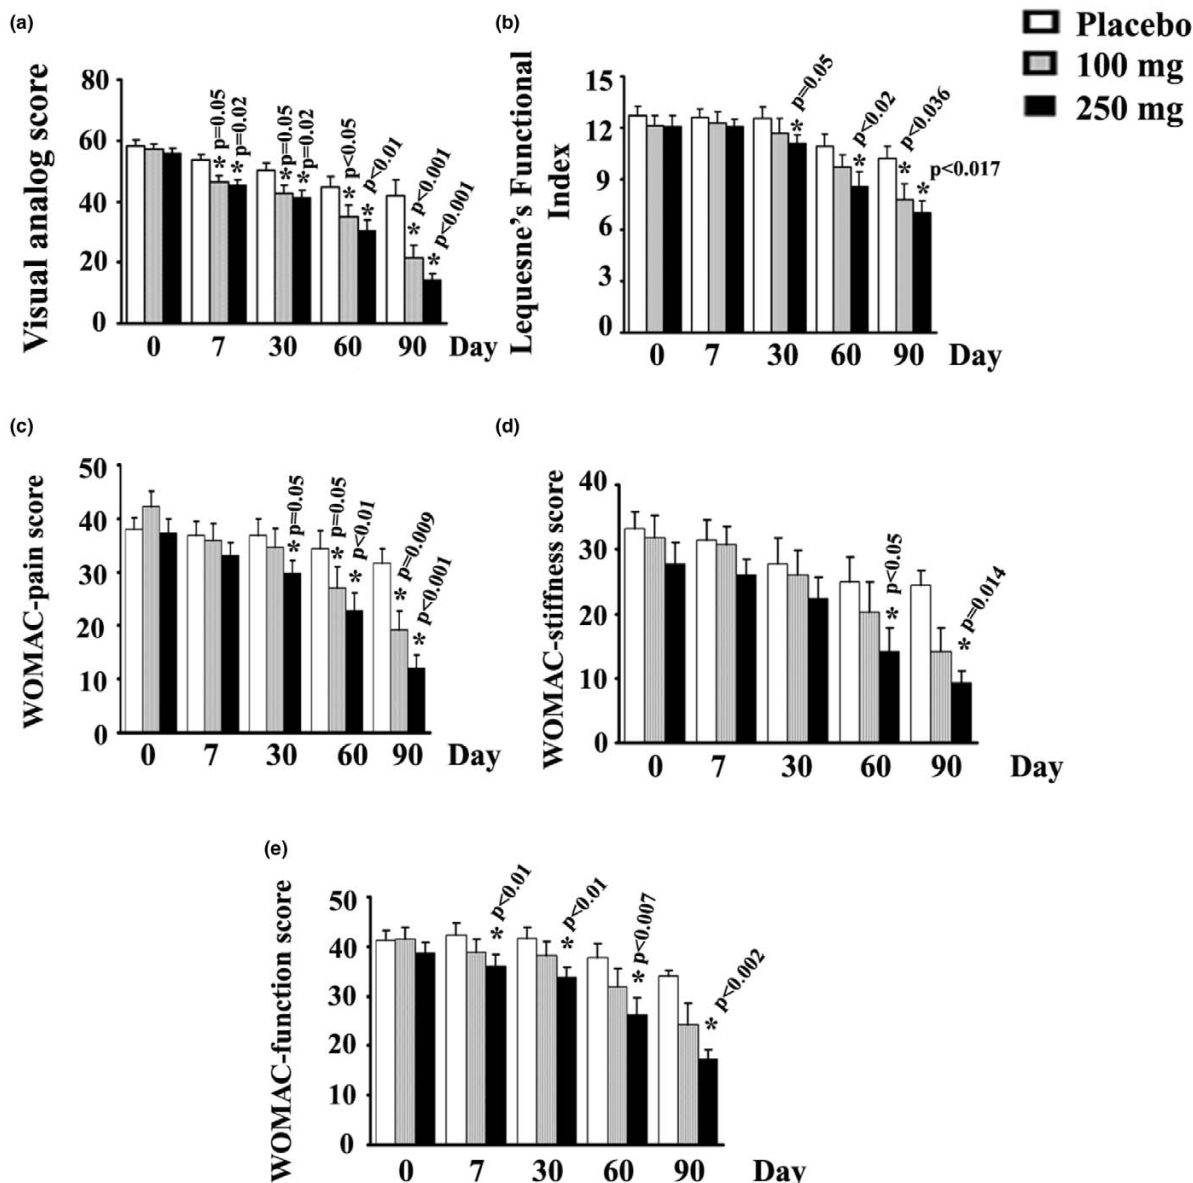 (a)
Visual analog score
80
60
40
20
0
p=0.05
p=0.02
p=0.05
p=0.02
p<0.05
p<0.01
p<0.001
p<0.001
* * * * * * * *
0 7 30 60 90 Day
(b)
Lequesne’s Functional
Index
15
12
9
6
3
0
p=0.05
p<0.02
p<0.036
p<0.017
* * * *
0 7 30 60 90 Day
Placebo
100 mg
250 mg
(c)
WOMAC-pain score
50
40
30
20
10
0
p=0.05
p=0.05
p<0.01
p=0.009
p<0.001
* * * * *
0 7 30 60 90 Day
(d)
WOMAC-stiffness score
40
30
20
10
0
p<0.05
p=0.014
* *
0 7 30 60 90 Day
(e)
WOMAC-function score
50
40
30
20
10
0
p<0.01
p<0.01
p<0.007
p<0.002
* * * *
0 7 30 60 90 Day